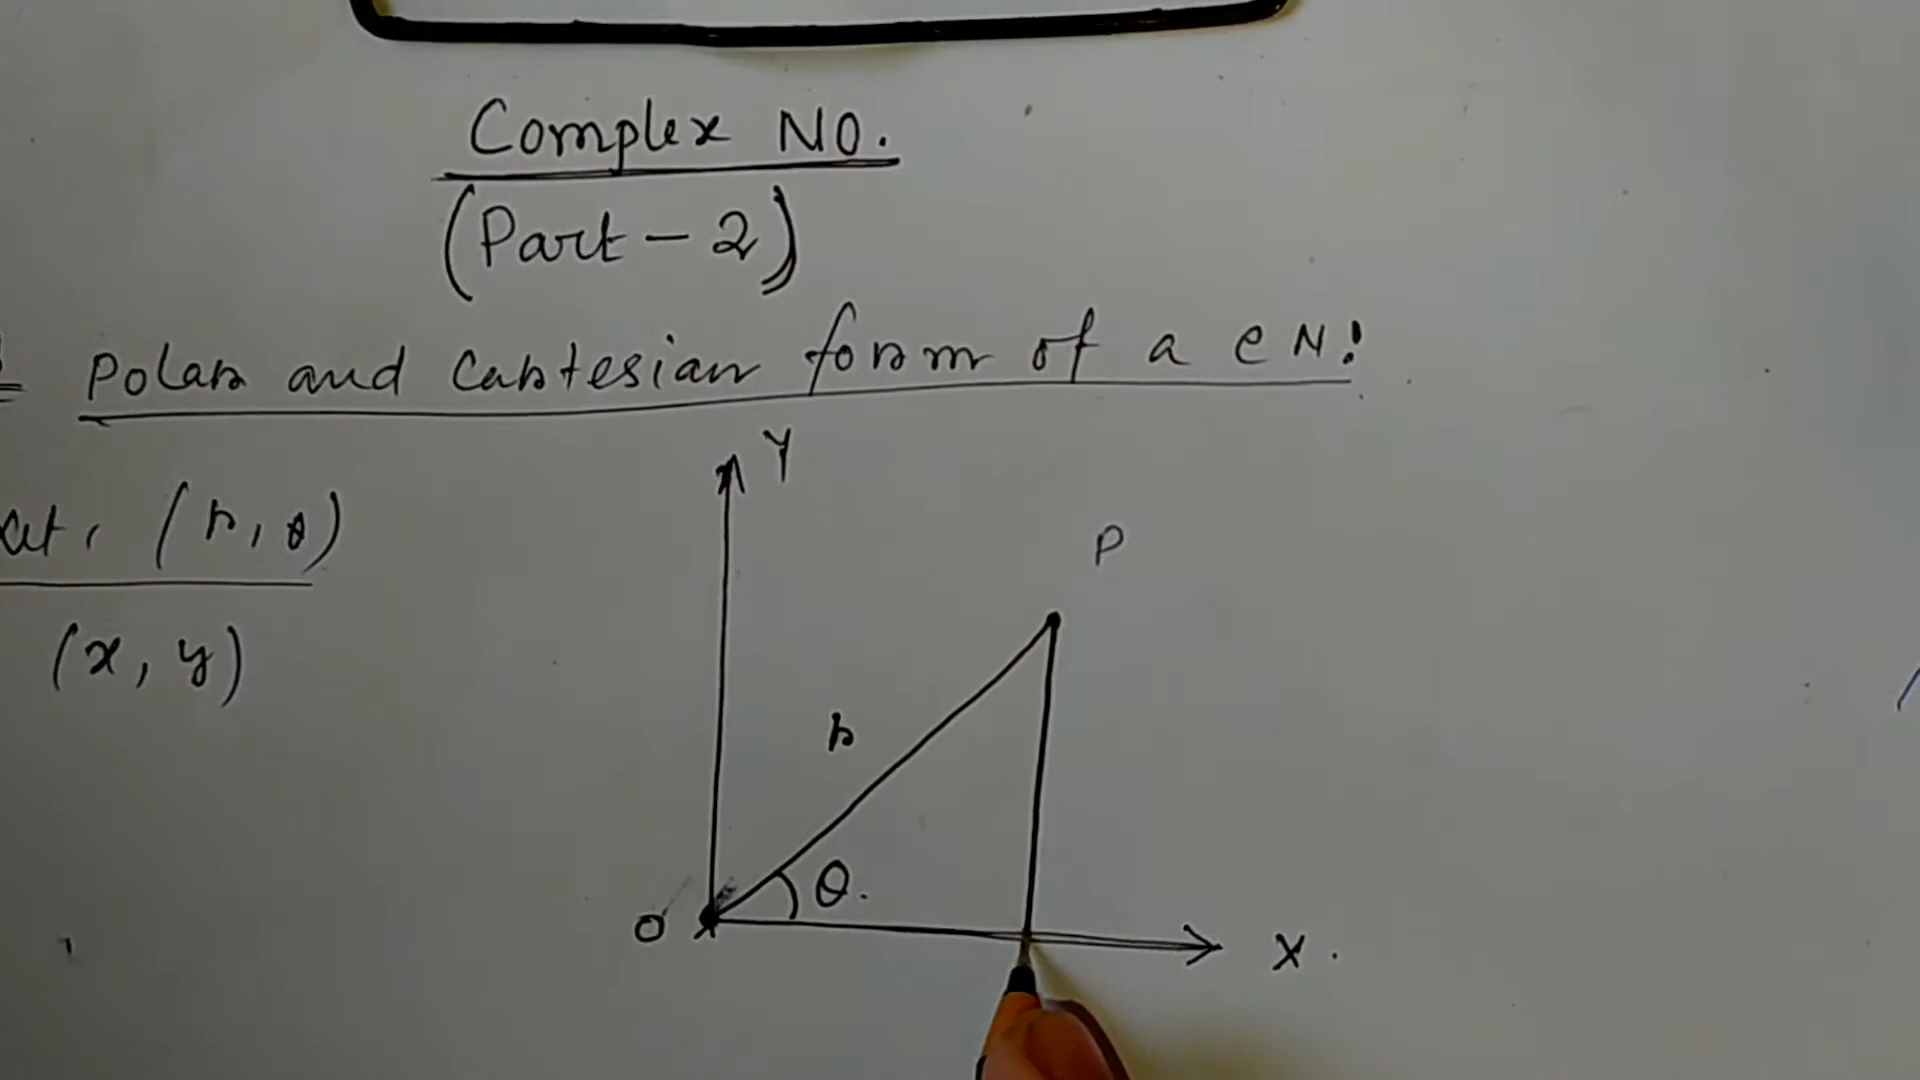 Complex NO.
(Part - 2)
Polar and Cartesian form of a CN!
(r, θ)
(x, y)
Y
P
r
θ.
O
X.